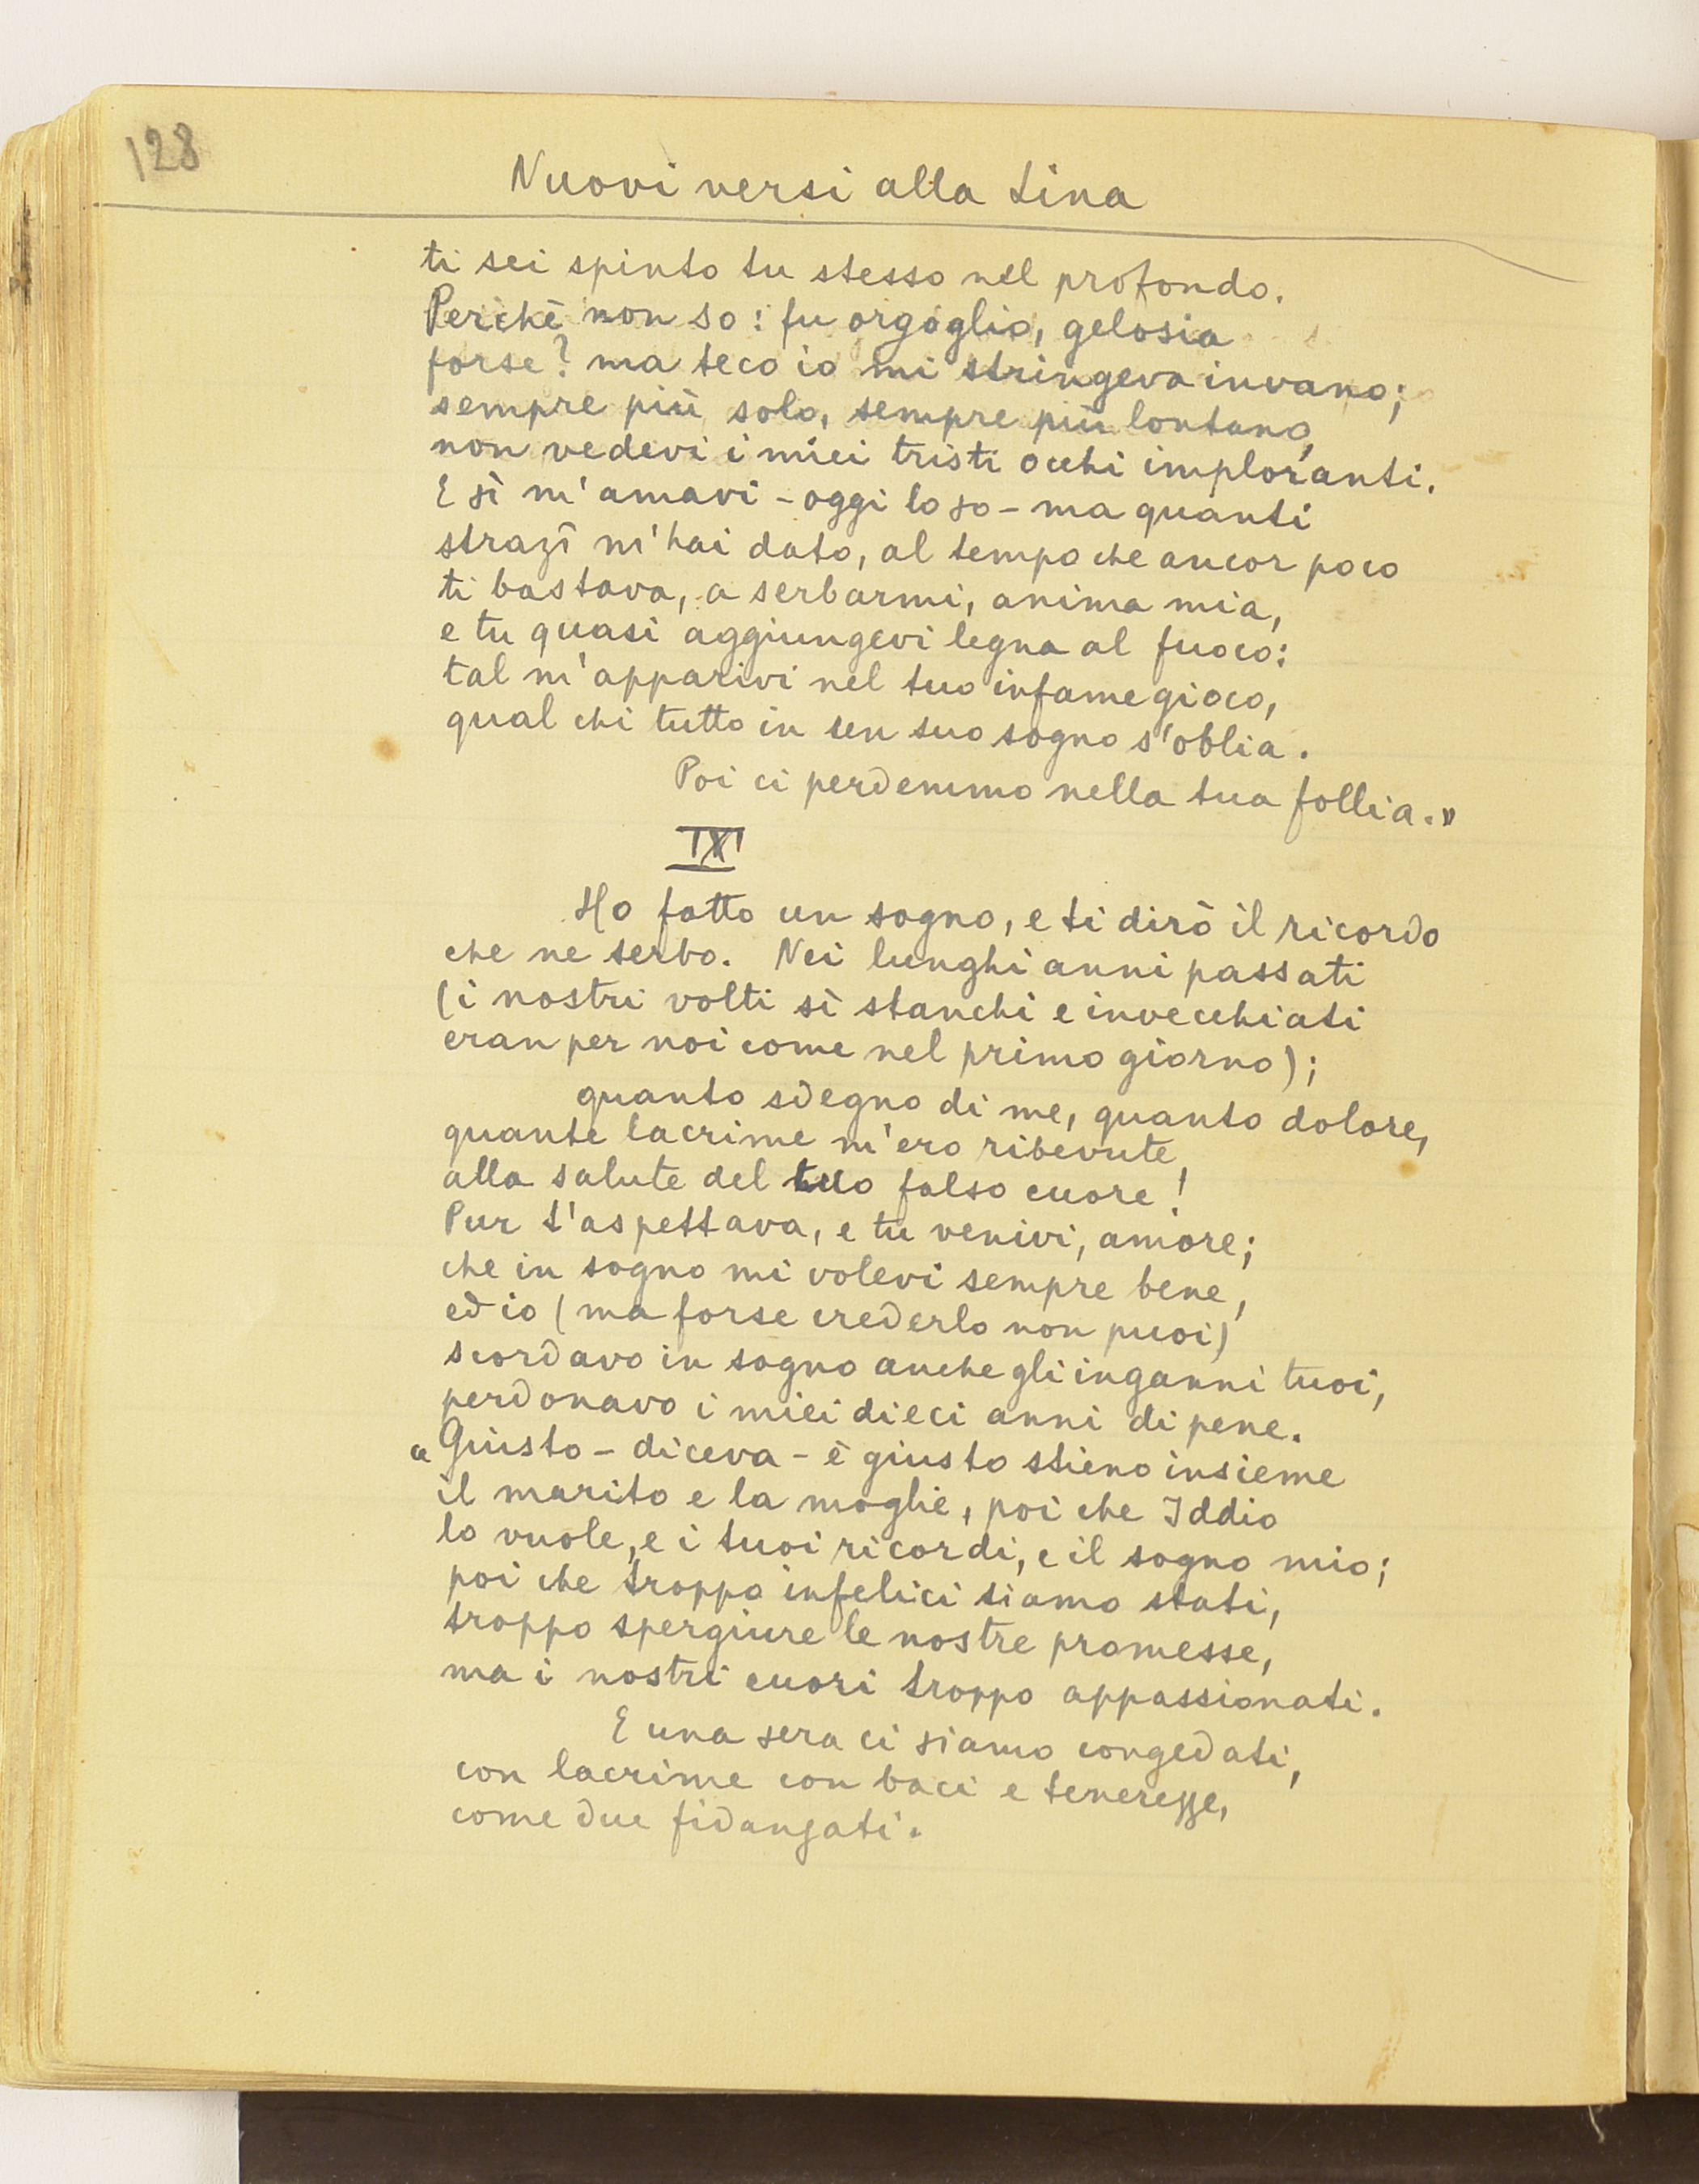 128
Nuovi versi alla Lina
ti sei spinto tu stesso nel profondo.
Perchè non so: fu orgoglio, gelosia
forse? ma teco io mi stringeva invano;
sempre più solo, sempre più lontano,
non vedevi i miei tristi occhi imploranti.
E sì m'amavi - oggi lo so - ma quanti
strazî m'hai dato, al tempo che ancor poco
ti bastava, a serbarmi, anima mia,
e tu quasi aggiungevi legna al fuoco:
tal m'apparivi nel tuo infame gioco,
qual chi tutto in un suo sogno s'oblia.
Poi ci perdemmo nella tua follia.»
IX
Ho fatto un sogno, e ti dirò il ricordo
che ne serbo. Nei lunghi anni passati
(i nostri volti sì stanchi e invecchiati
eran per noi come nel primo giorno);
quanto sdegno di me, quanto dolore,
quante lacrime m'ero ribevute,
alla salute del tuo falso cuore!
Pur t'aspettava, e tu venivi, amore;
che in sogno mi volevi sempre bene,
ed io (ma forse crederlo non puoi)
scordavo in sogno anche gli inganni tuoi,
perdonavo i miei dieci anni di pene.
«Giusto - diceva - è giusto stieno insieme
il marito e la moglie, poi che Iddio
lo vuole, e i tuoi ricordi, e il sogno mio;
poi che troppo infelici siamo stati,
troppo spergiure le nostre promesse,
ma i nostri cuori troppo appassionati.
E una sera ci siamo congedati,
con lacrime con baci e tenerezze,
come due fidanzati.